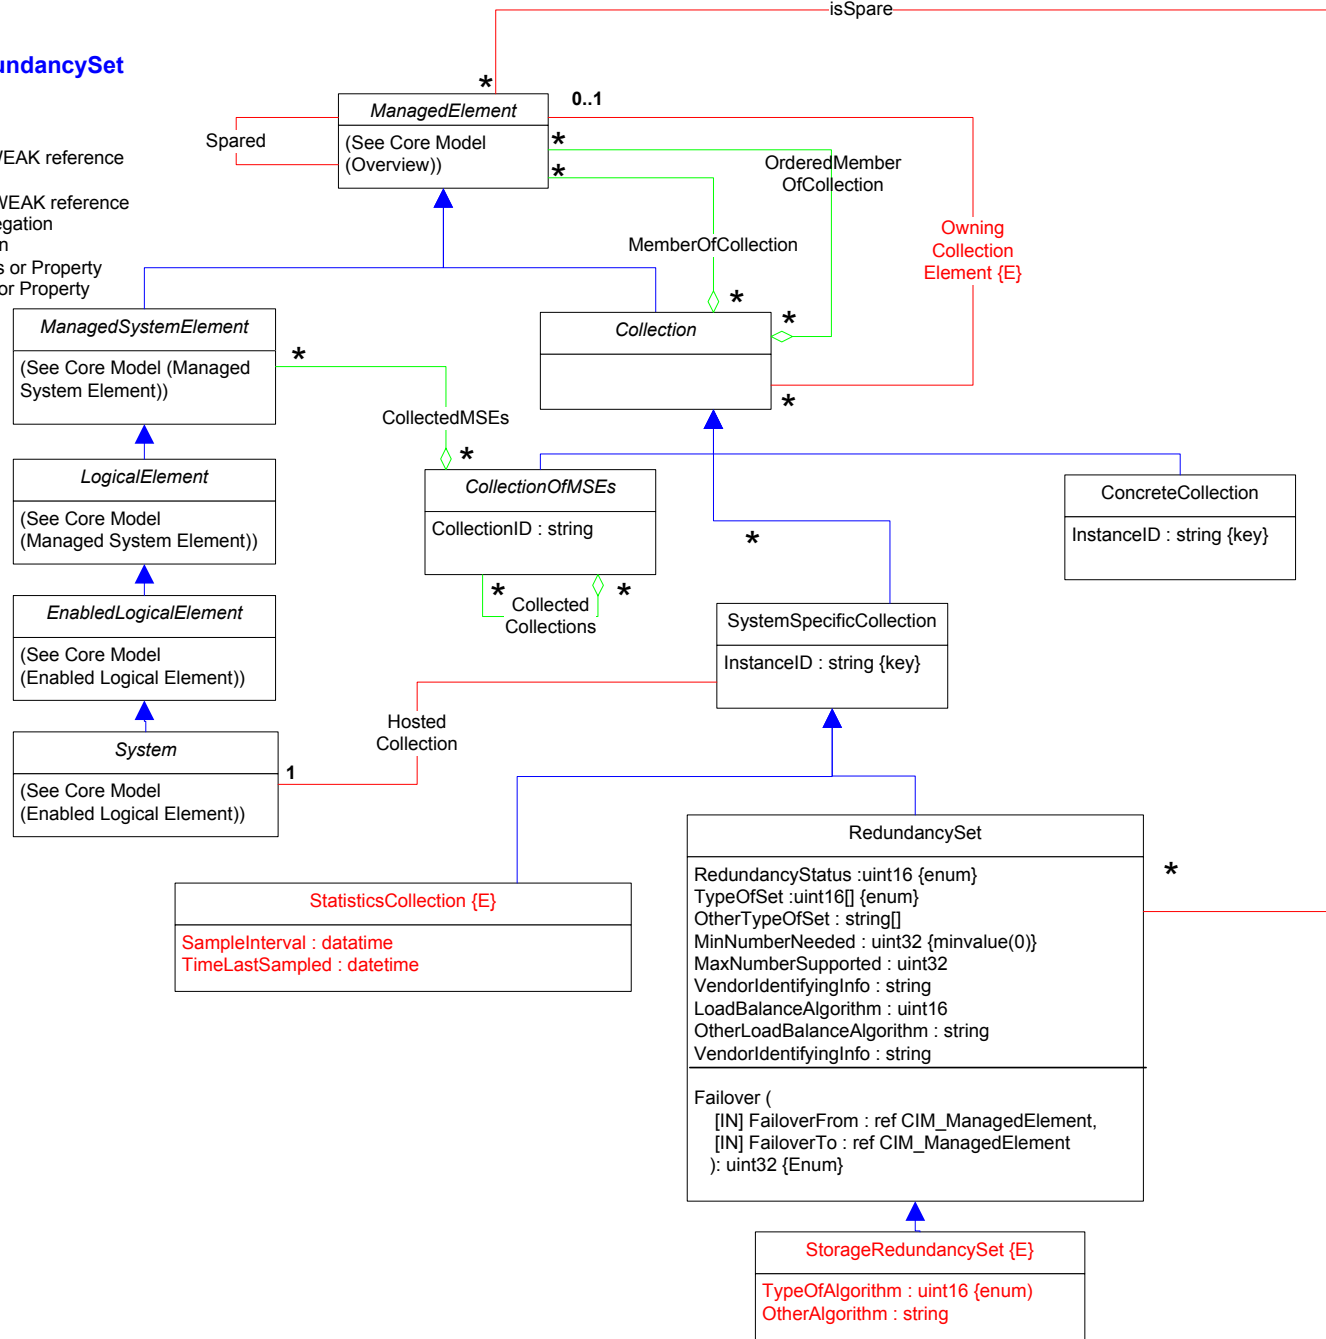 isSpare
undancySet
*
ManagedElement
0..1
(See Core Model
(Overview))
Spared
*
*
OrderedMember
OfCollection
WEAK reference
WEAK reference
egation
n
s or Property
or Property
MemberOfCollection
Owning
Collection
Element {E}
*
*
*
ManagedSystemElement
(See Core Model (Managed
System Element))
*
Collection
CollectedMSEs
*
LogicalElement
(See Core Model
(Managed System Element))
CollectionOfMSEs
CollectionID : string
*
*
Collected
Collections
ConcreteCollection
InstanceID : string {key}
*
EnabledLogicalElement
(See Core Model
(Enabled Logical Element))
SystemSpecificCollection
InstanceID : string {key}
Hosted
Collection
System
(See Core Model
(Enabled Logical Element))
1
RedundancySet
RedundancyStatus :uint16 {enum}
TypeOfSet :uint16[] {enum}
OtherTypeOfSet : string[]
MinNumberNeeded : uint32 {minvalue(0)}
MaxNumberSupported : uint32
VendorIdentifyingInfo : string
LoadBalanceAlgorithm : uint16
OtherLoadBalanceAlgorithm : string
VendorIdentifyingInfo : string
*
Failover (
[IN] FailoverFrom : ref CIM_ManagedElement,
[IN] FailoverTo : ref CIM_ManagedElement
): uint32 {Enum}
StatisticsCollection {E}
SampleInterval : datatime
TimeLastSampled : datetime
StorageRedundancySet {E}
TypeOfAlgorithm : uint16 {enum)
OtherAlgorithm : string